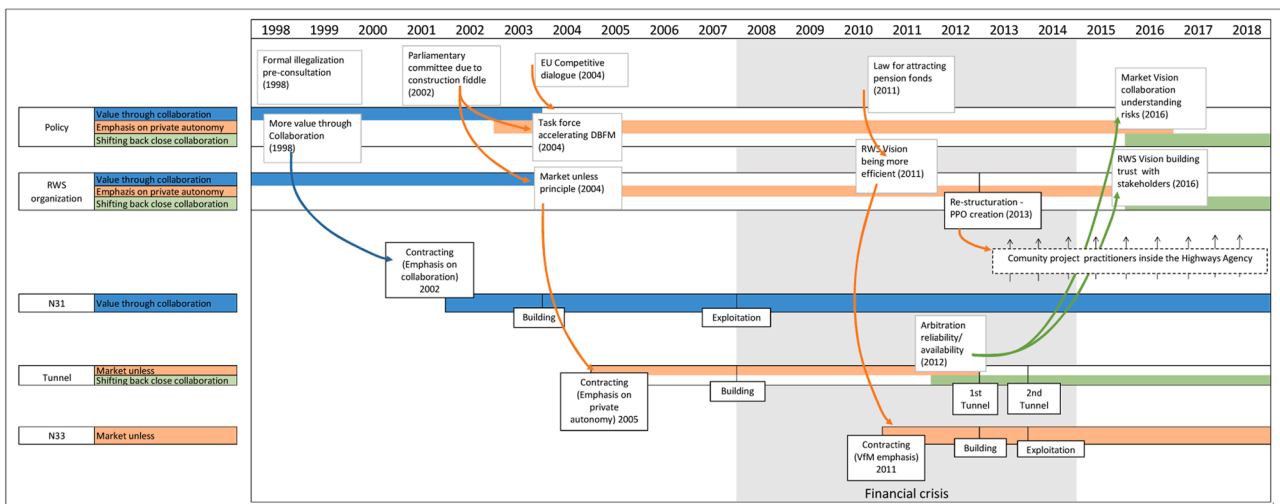 1998 1999 2000 2001 2002 2003 2004 2005 2006 2007 2008 2009 2010 2011 2012 2013 2014 2015 2016 2017 2018
Formal illegalization
pre-consultation
(1998)
Parliamentary
committee due to
construction fiddle
(2002)
EU Competitive
dialogue (2004)
Law for attracting
pension fonds
(2011)
Market Vision
collaboration
understanding
risks (2016)
Policy
Value through collaboration
Emphasis on private autonomy
Shifting back close collaboration
More value through
Collaboration
(1998)
Task force
accelerating DBFM
(2004)
RWS Vision
being more
efficient (2011)
RWS Vision building
trust with
stakeholders (2016)
RWS
organization
Value through collaboration
Emphazis on private autonomy
Shifting back close collaboration
Market unless
principle (2004)
Re-structuration -
PPO creation (2013)
Contracting
(Emphasis on
collaboration)
2002
Comunity project practitioners inside the Highways Agency
N31
Value through collaboration
Building
Exploitation
Arbitration
reliability/
availability
(2012)
Tunnel
Market unless
Shifting back close collaboration
Contracting
(Emphasis on
private
autonomy) 2005
Building
1st
Tunnel
2nd
Tunnel
N33
Market unless
Contracting
(VfM emphasis)
2011
Building
Exploitation
Financial crisis